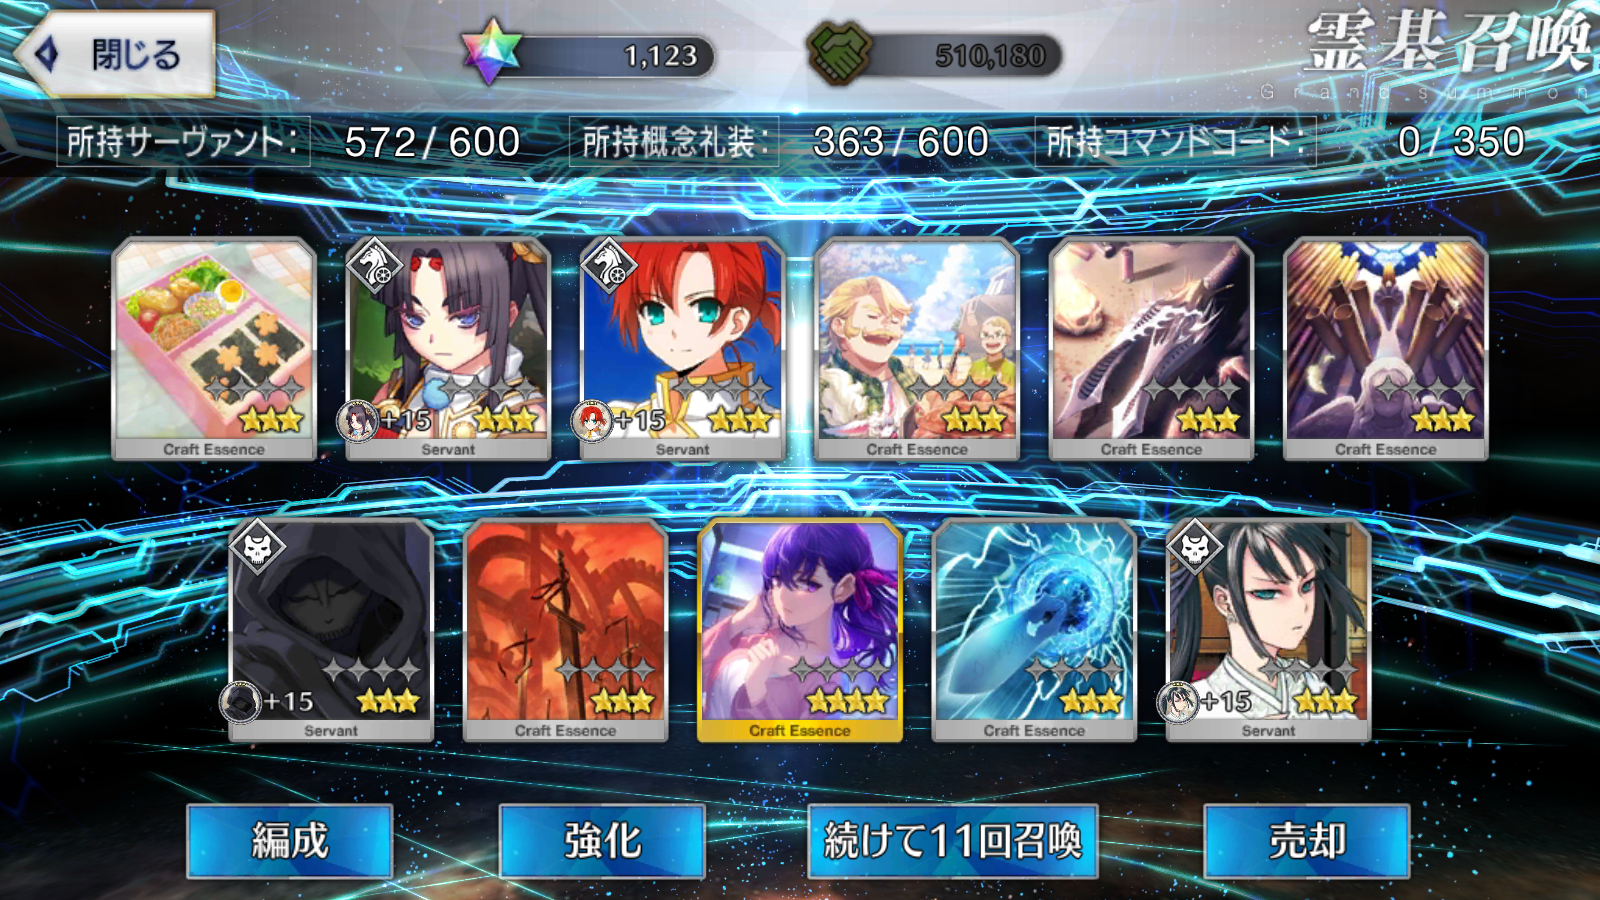 閉じる
1,123
510,180
霊基召喚
Grand summon
所持サーヴァント: 572/600 所持概念礼装: 363/600 所持コマンドコード: 0/350
+15 +15
Craft Essence Servant Servant Craft Essence Craft Essence Craft Essence
+15 +15
Servant Craft Essence Craft Essence Craft Essence Servant
編成 強化 続けて11回召喚 売却